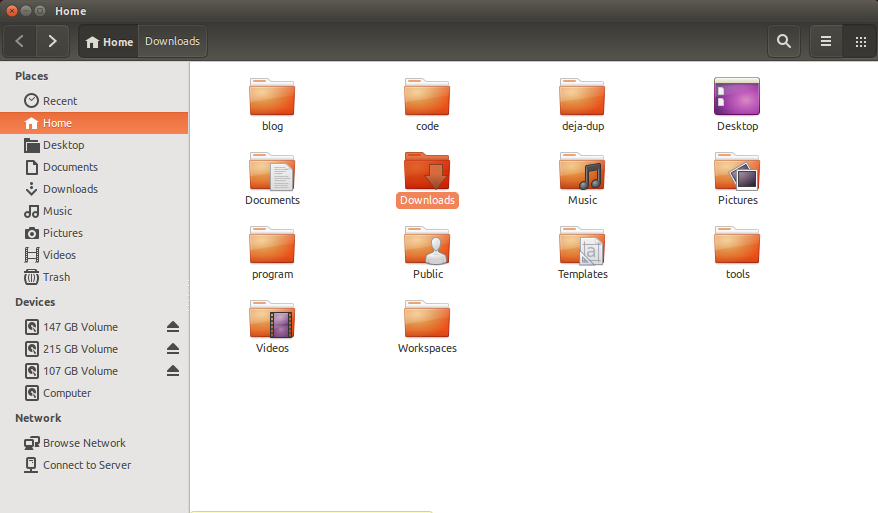 Home
Home Downloads
Places
Recent
Home
Desktop
Documents
Downloads
Music
Pictures
Videos
Trash
Devices
147 GB Volume
215 GB Volume
107 GB Volume
Computer
Network
Browse Network
Connect to Server
blog code deja-dup Desktop
Documents Downloads Music Pictures
program Public Templates tools
Videos Workspaces